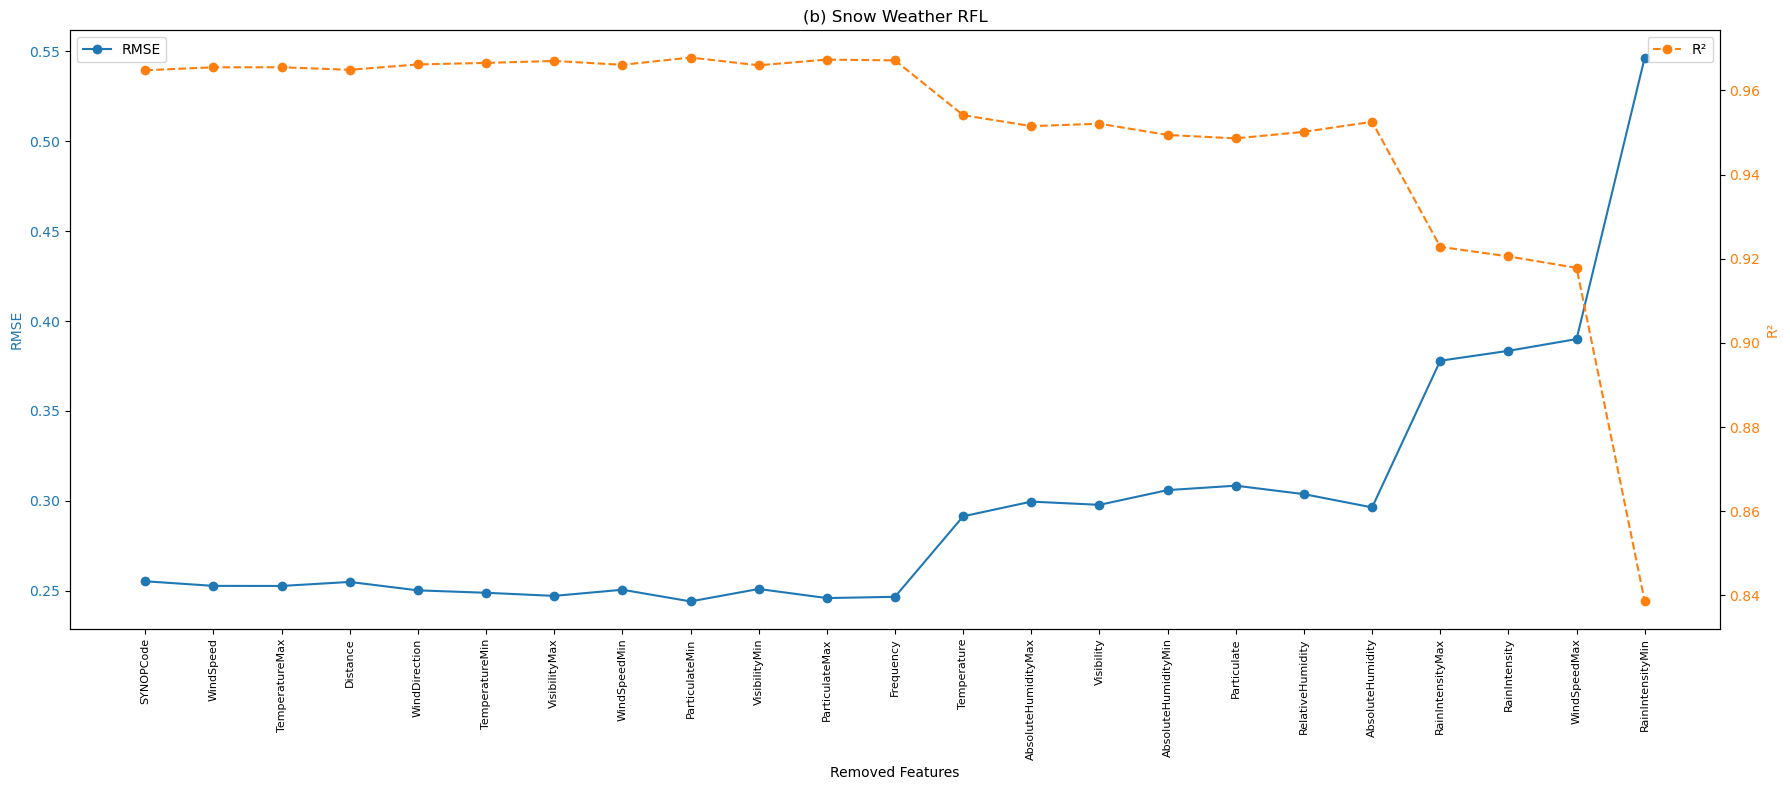 (b) Snow Weather RFL
RMSE
R²
0.55
0.50
0.45
0.40
0.35
0.30
0.25
RMSE
0.96
0.94
0.92
0.90
0.88
0.86
0.84
R²
SYNOPCode
WindSpeed
TemperatureMax
Distance
WindDirection
TemperatureMin
VisibilityMax
WindSpeedMin
ParticulateMin
VisibilityMin
ParticulateMax
Frequency
Temperature
AbsoluteHumidityMax
Visibility
AbsoluteHumidityMin
Particulate
RelativeHumidity
AbsoluteHumidity
RainIntensityMax
RainIntensity
WindSpeedMax
RainIntensityMin
Removed Features